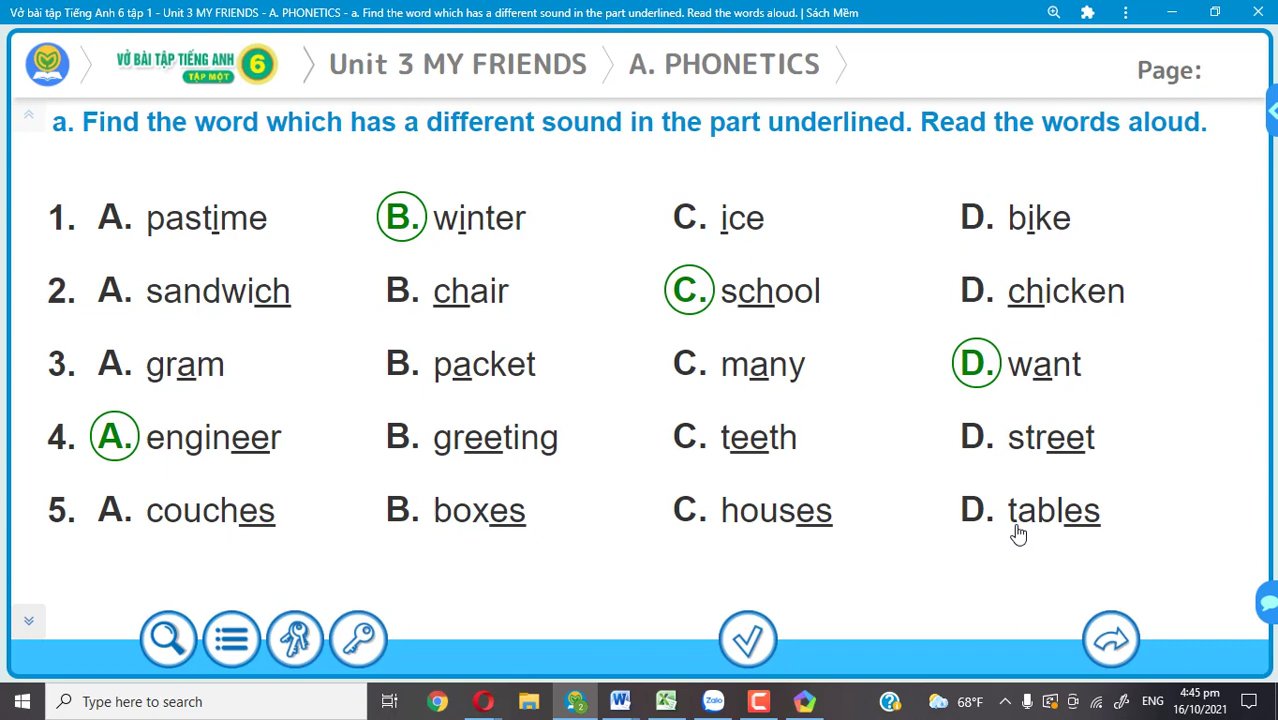 Vở bài tập Tiếng Anh 6 tập 1 - Unit 3 MY FRIENDS - A. PHONETICS - a. Find the word which has a different sound in the part underlined. Read the words aloud. | Sách Mềm
VỞ BÀI TẬP TIẾNG ANH 6
TẬP MỘT
Unit 3 MY FRIENDS
A. PHONETICS
Page:
a. Find the word which has a different sound in the part underlined. Read the words aloud.
1. A. pastime B. winter C. ice D. bike
2. A. sandwich B. chair C. school D. chicken
3. A. gram B. packet C. many D. want
4. A. engineer B. greeting C. teeth D. street
5. A. couches B. boxes C. houses D. tables
Type here to search
2
Zalo
68°F
ENG
4:45 pm
16/10/2021